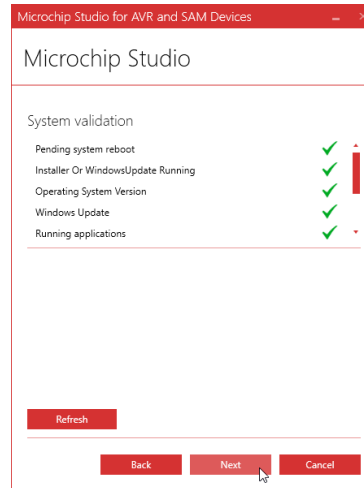 Microchip Studio for AVR and SAM Devices
Microchip Studio
System validation
Pending system reboot
Installer Or WindowsUpdate Running
Operating System Version
Windows Update
Running applications
Refresh
Back Next Cancel